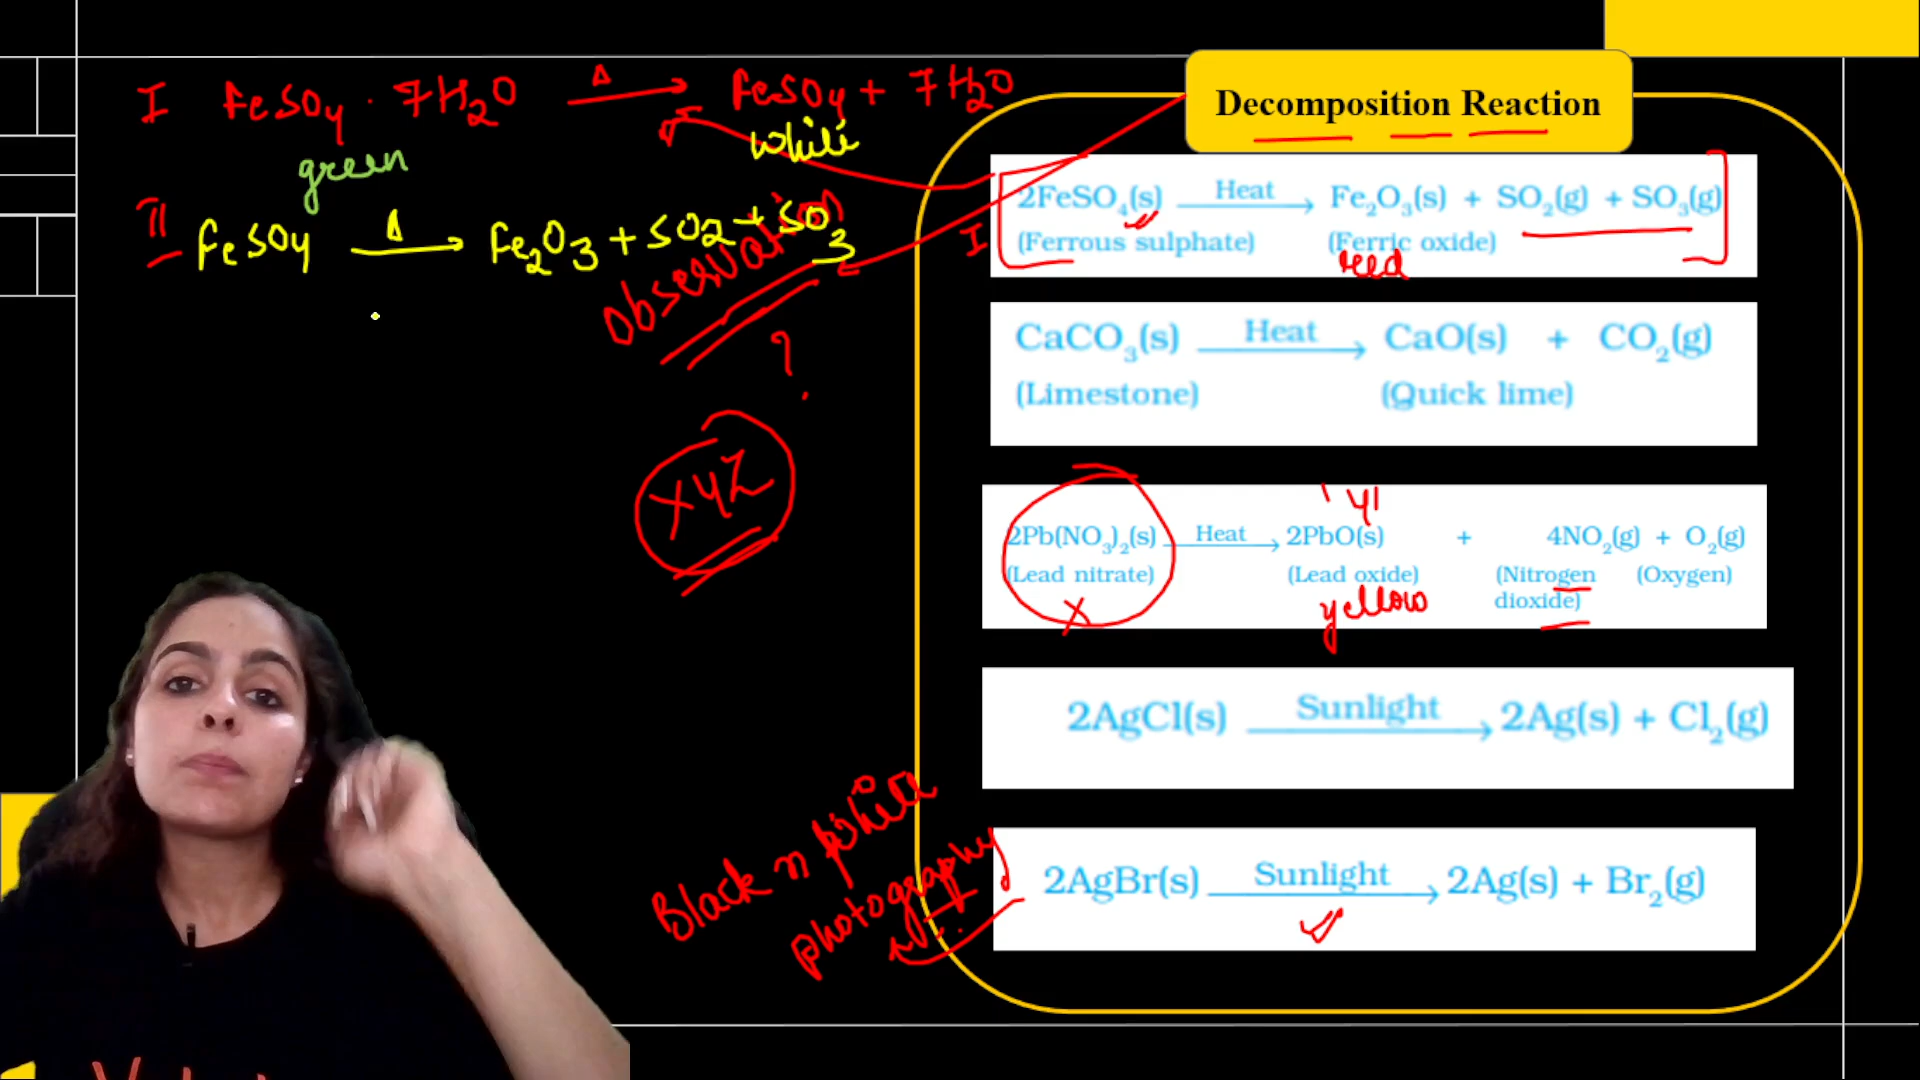 I FeSO4 · 7H2O Δ → FeSO4 + 7H2O
green
white
II FeSO4 Δ → Fe2O3 + SO2 + SO3
Observation
?
XYZ
Black n white
photography
Decomposition Reaction
I
2FeSO₄(s) Heat → Fe₂O₃(s) + SO₂(g) + SO₃(g)
(Ferrous sulphate) (Ferric oxide)
reed
CaCO₃(s) Heat → CaO(s) + CO₂(g)
(Limestone) (Quick lime)
2Pb(NO₃)₂(s) Heat → 2PbO(s) + 4NO₂(g) + O₂(g)
(Lead nitrate) (Lead oxide) (Nitrogen (Oxygen)
dioxide)
X
yellow
2AgCl(s) Sunlight → 2Ag(s) + Cl₂(g)
2AgBr(s) Sunlight → 2Ag(s) + Br₂(g)